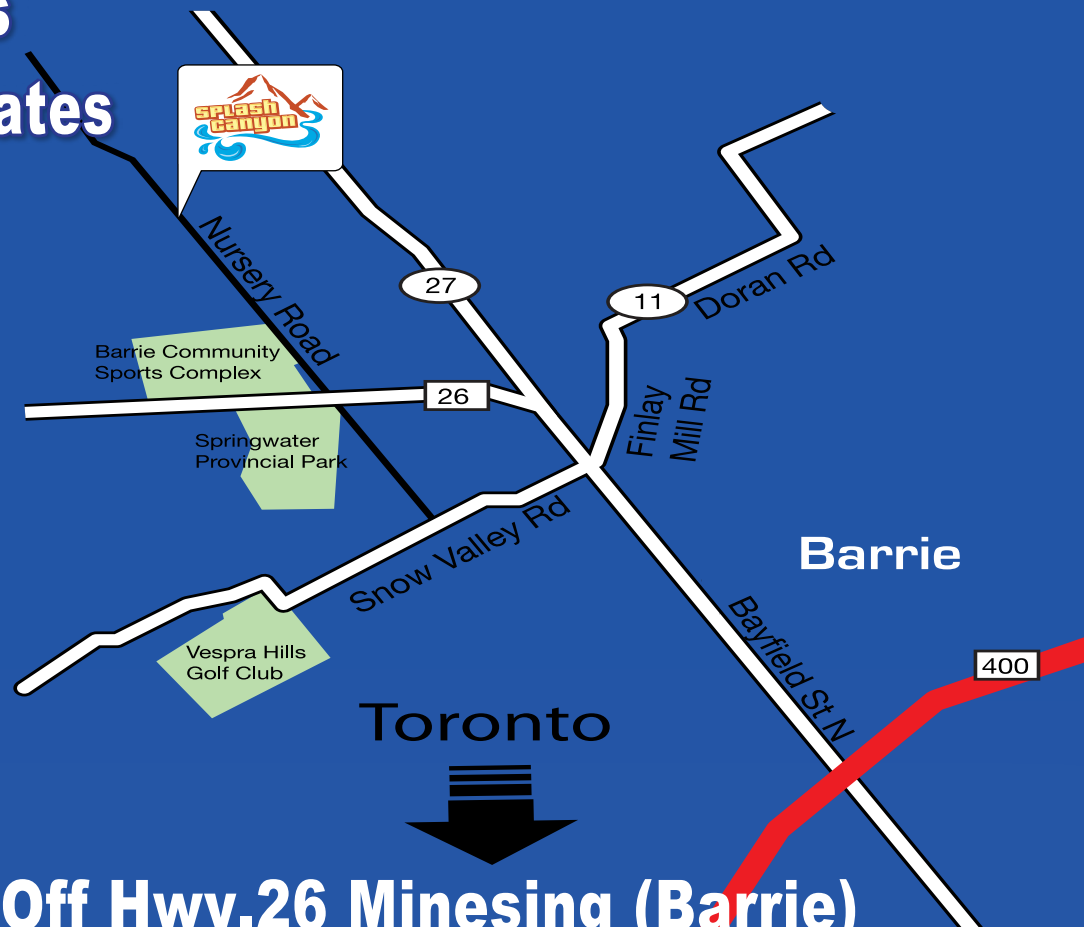 s
ates
SPLASH
CANYON
Nursery Road
27
11
Doran Rd
Barrie Community
Sports Complex
26
Finlay
Mill Rd
Springwater
Provincial Park
Snow Valley Rd
Barrie
Bayfield St N
Vespra Hills
Golf Club
400
Toronto
Off Hwy.26 Minesing (Barrie)